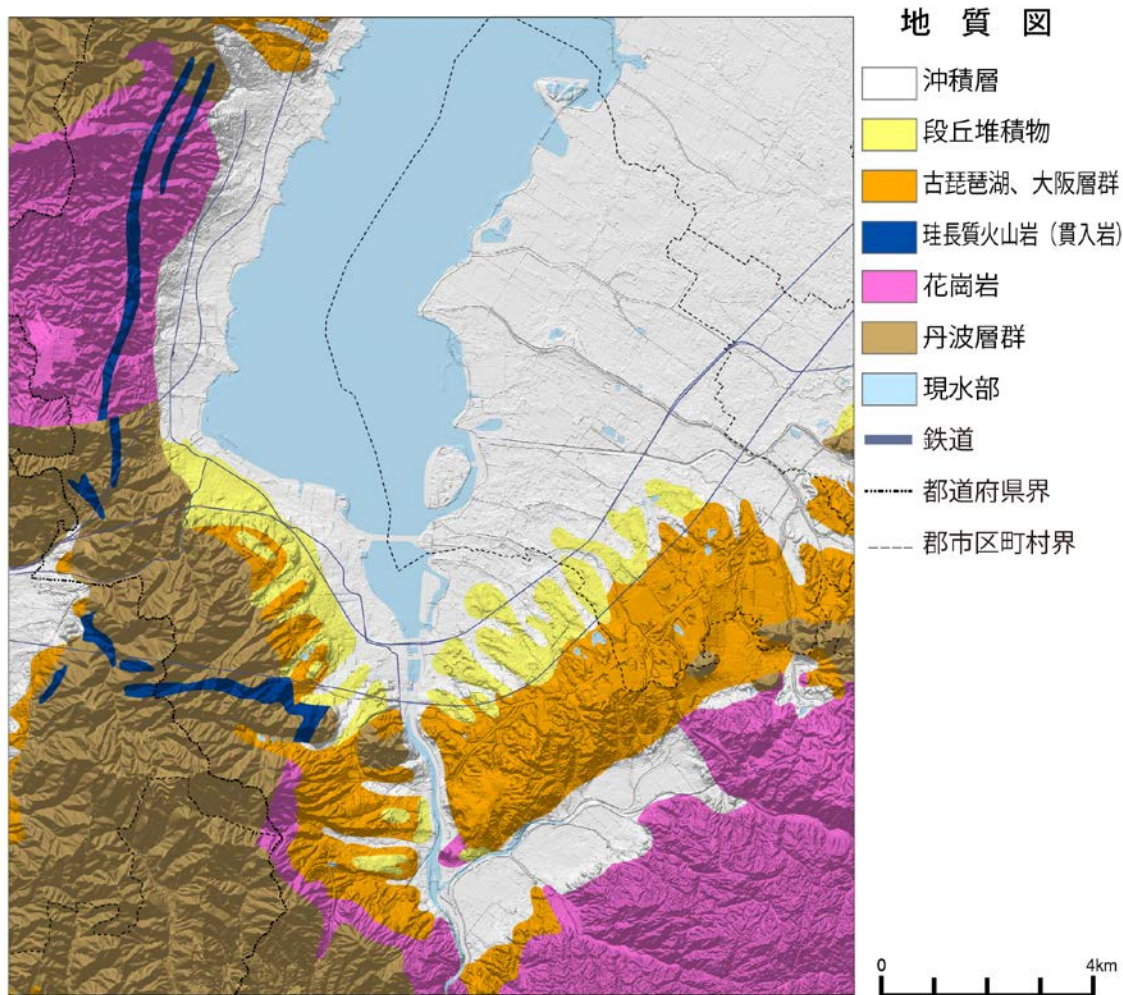 地 質 図
沖積層
段丘堆積物
古琵琶湖、大阪層群
珪長質火山岩（貫入岩）
花崗岩
丹波層群
現水部
鉄道
都道府県界
郡市区町村界
0 4km